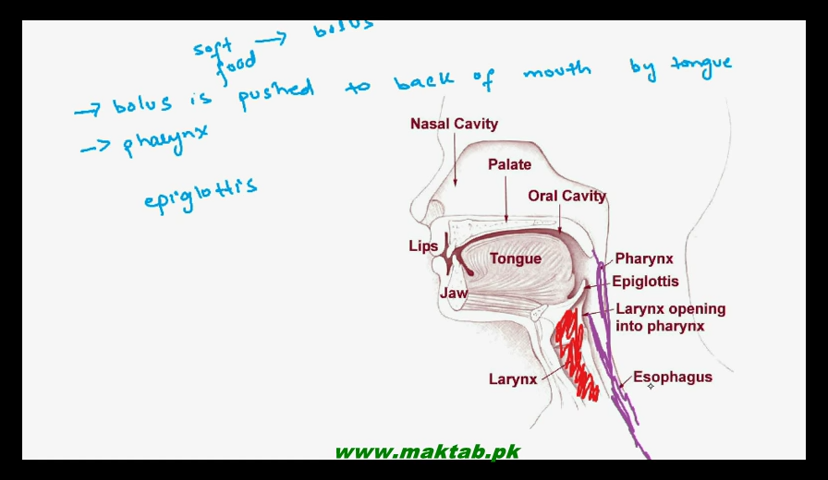 soft → bolus
food
→ bolus is pushed to back of mouth by tongue
→ pharynx
epiglottis
Nasal Cavity
Palate
Oral Cavity
Lips
Tongue
Pharynx
Epiglottis
Jaw
Larynx opening
into pharynx
Larynx
Esophagus
www.maktab.pk